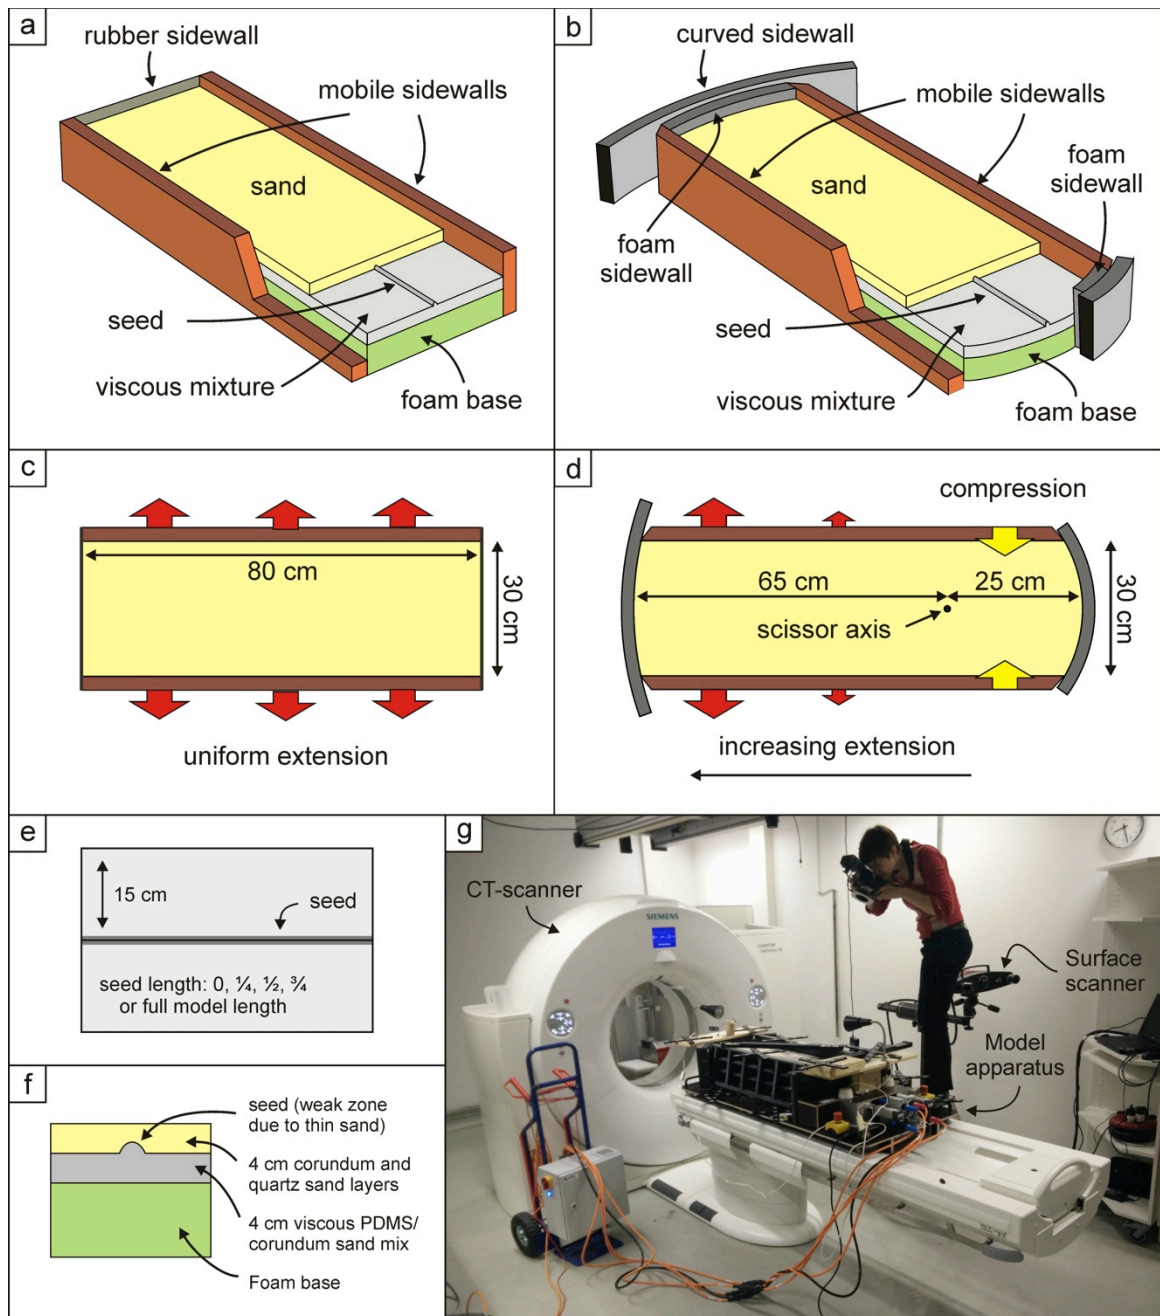 a
rubber sidewall
mobile sidewalls
sand
seed
viscous mixture
foam base
b
curved sidewall
mobile sidewalls
foam
sidewall
sand
foam
sidewall
seed
viscous mixture
foam base
c
80 cm
30 cm
uniform extension
d
compression
65 cm
25 cm
30 cm
scissor axis
increasing extension
e
15 cm
seed
seed length: 0, ¼, ½, ¾
or full model length
f
seed (weak zone
due to thin sand)
4 cm corundum and
quartz sand layers
4 cm viscous PDMS/
corundum sand mix
Foam base
g
CT-scanner
SIEMENS
Surface
scanner
Model
apparatus